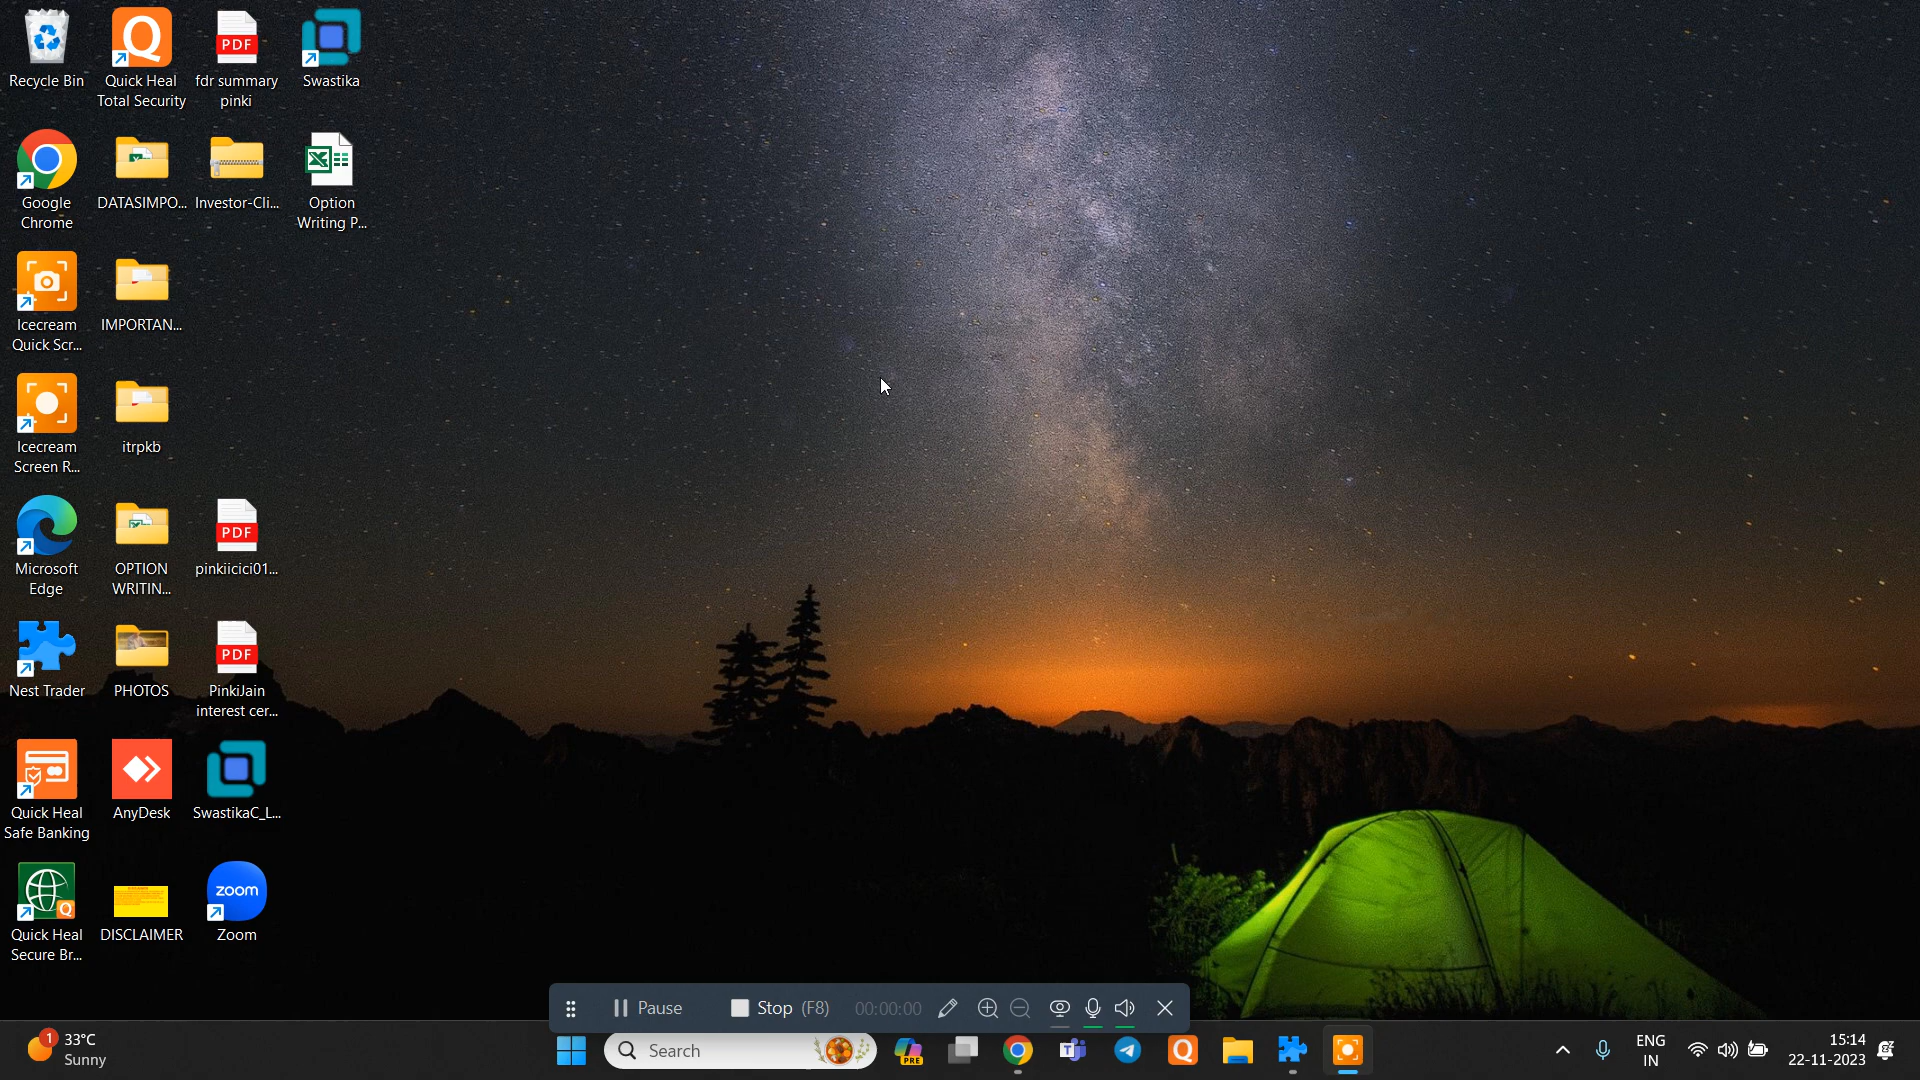 Recycle Bin
Quick Heal
Total Security
PDF
fdr summary
pinki
Swastika
Google
Chrome
DATASIMPO...
Investor-Cli...
Option
Writing P...
Icecream
Quick Scr...
IMPORTAN...
Icecream
Screen R...
itrpkb
Microsoft
Edge
OPTION
WRITIN...
PDF
pinkiicici01...
Nest Trader
PHOTOS
PDF
PinkiJain
interest cer...
Quick Heal
Safe Banking
AnyDesk
SwastikaC_L...
Quick Heal
Secure Br...
DISCLAIMER
zoom
Zoom
Pause
Stop (F8)
00:00:00
1
33°C
Sunny
Search
PRE
ENG
IN
15:14
22-11-2023